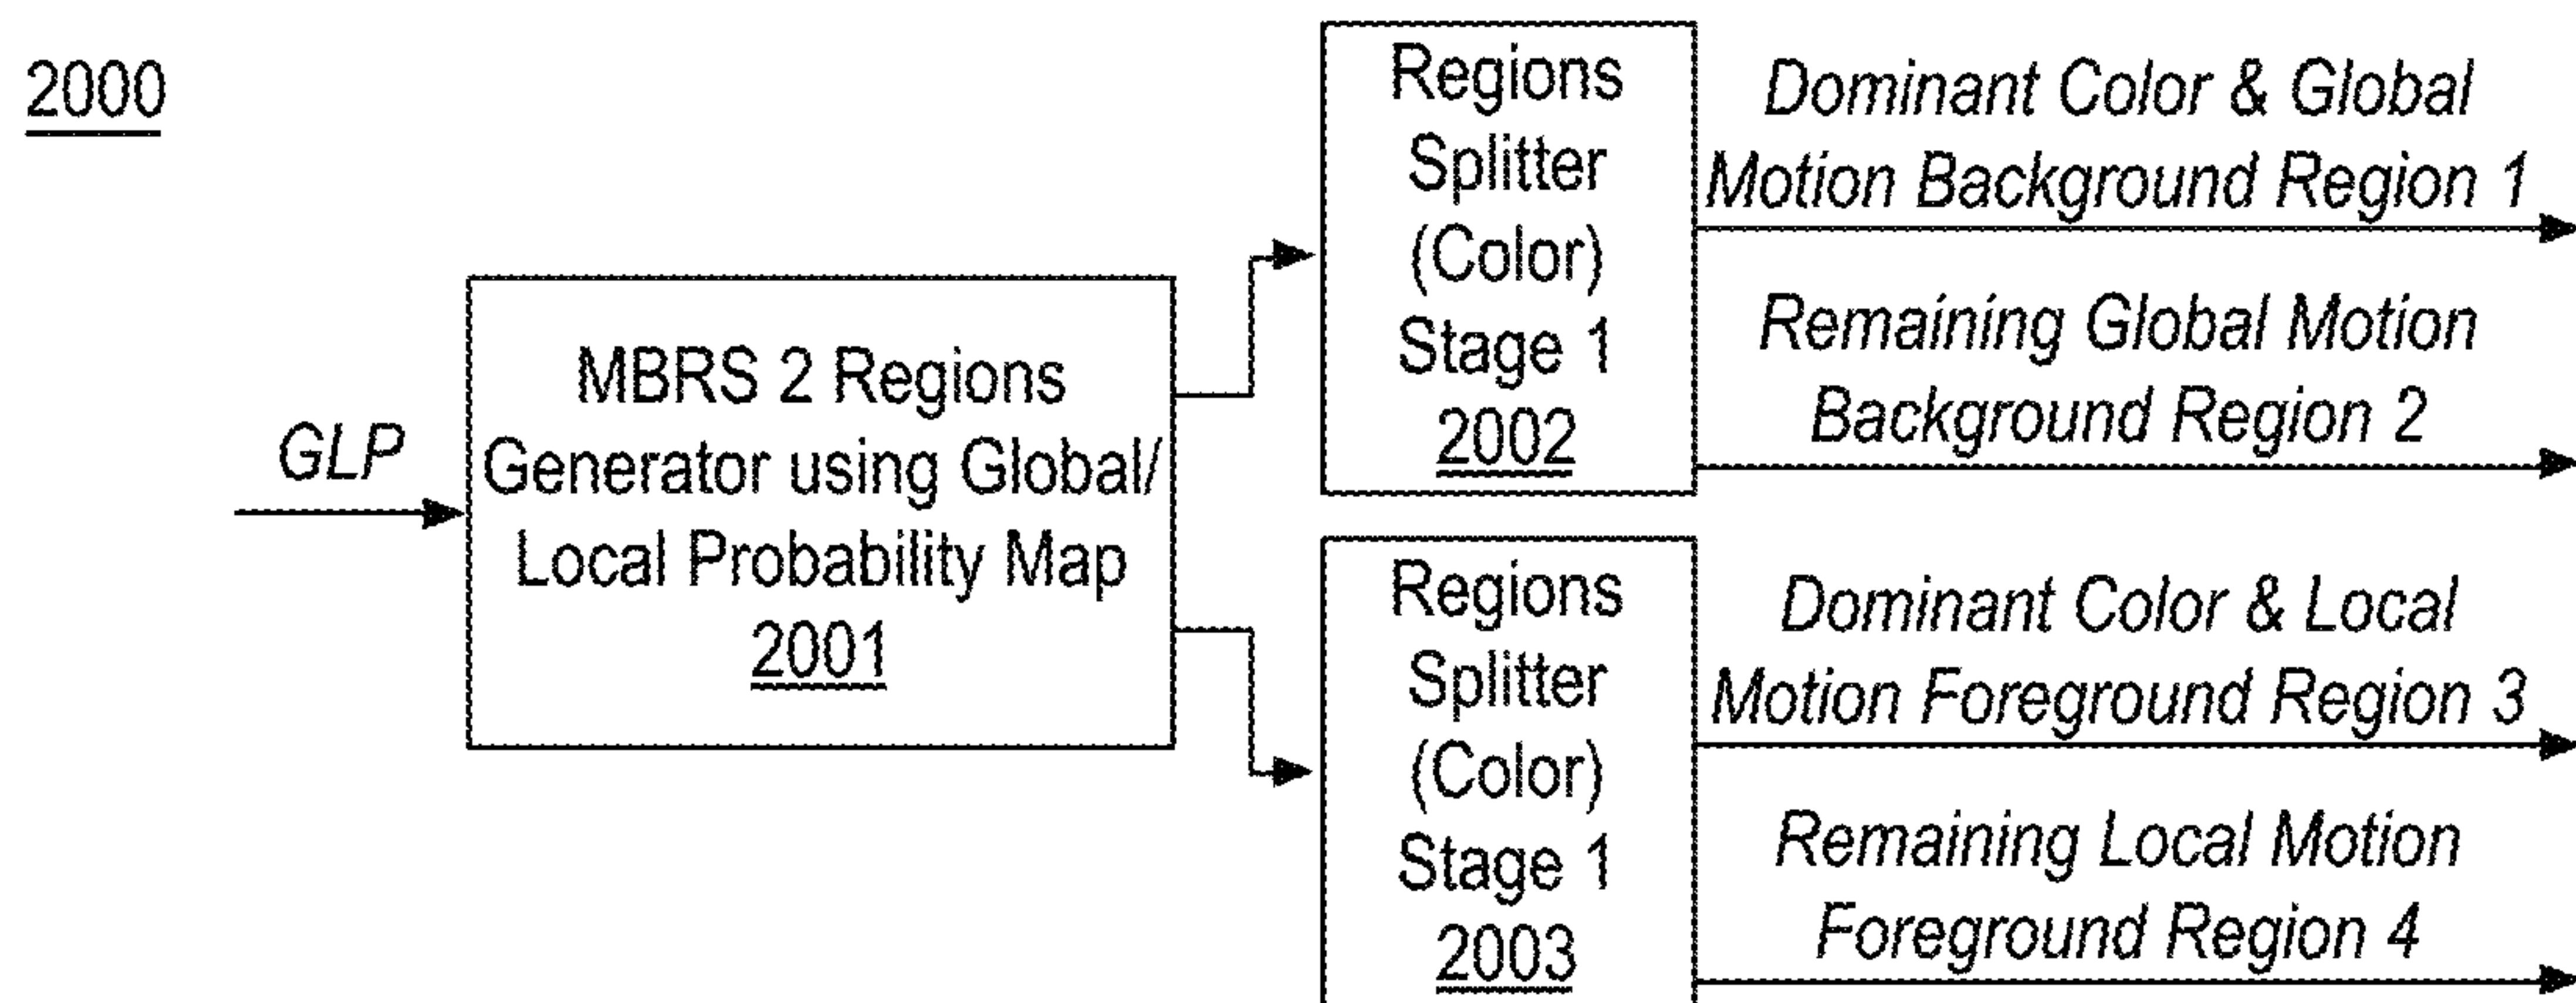 2000
GLP
MBRS 2 Regions
Generator using Global/
Local Probability Map
2001
Regions
Splitter
(Color)
Stage 1
2002
Dominant Color & Global
Motion Background Region 1
Remaining Global Motion
Background Region 2
Regions
Splitter
(Color)
Stage 1
2003
Dominant Color & Local
Motion Foreground Region 3
Remaining Local Motion
Foreground Region 4